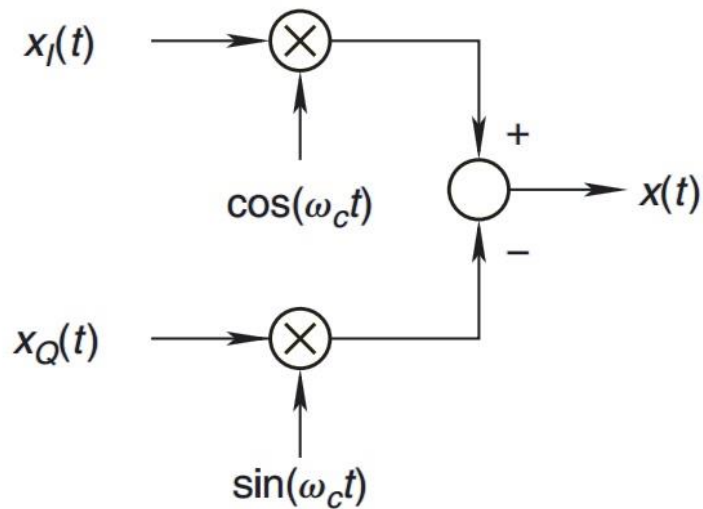 x_I(t)
cos(ω_c t)
+
x(t)
−
x_Q(t)
sin(ω_c t)